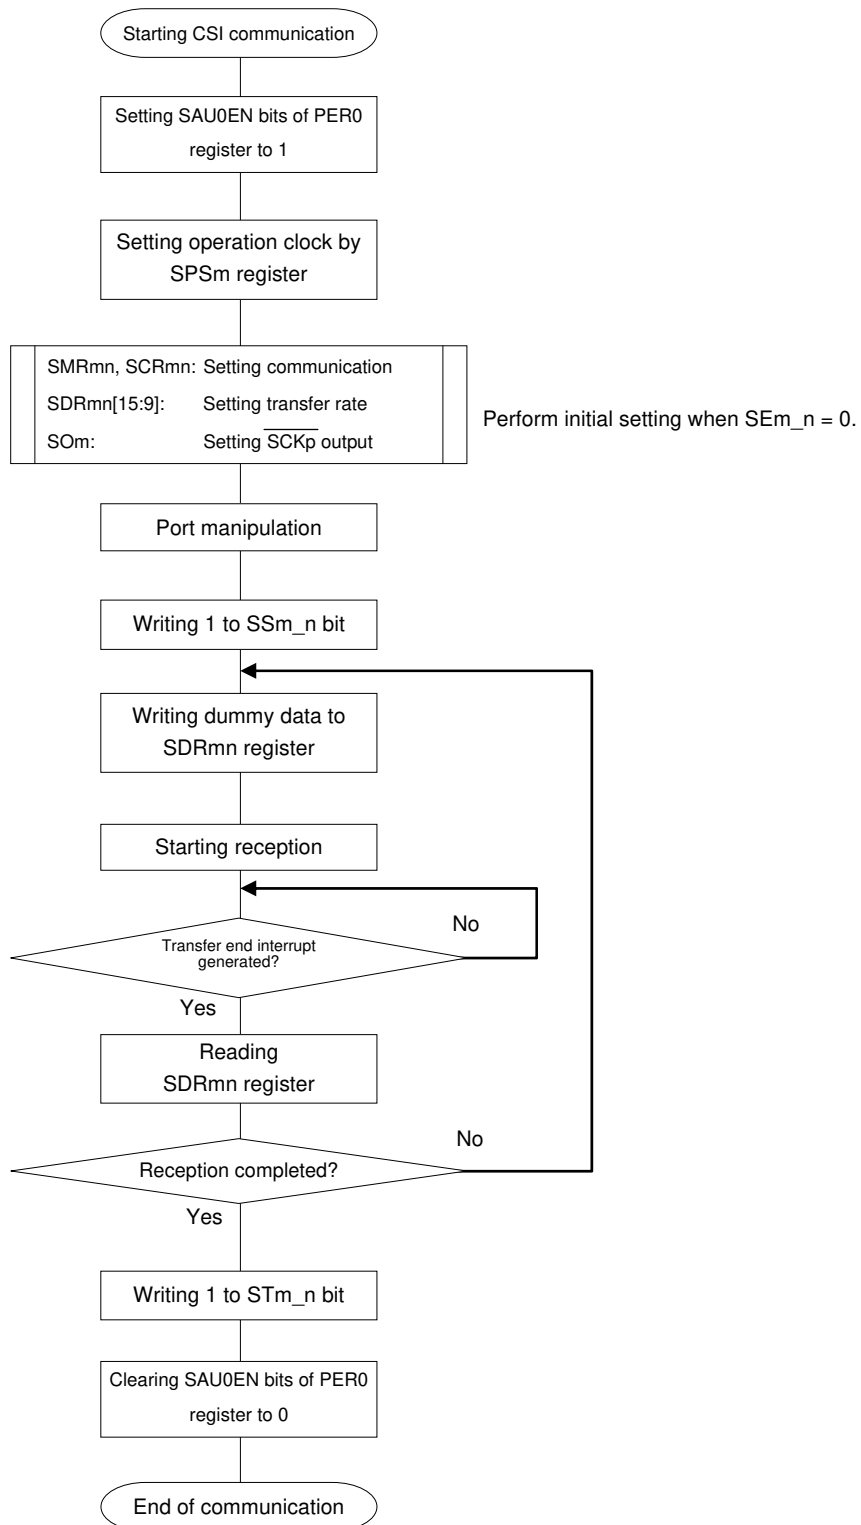 Starting CSI communication
Setting SAU0EN bits of PER0
register to 1
Setting operation clock by
SPSm register
SMRmn, SCRmn: Setting communication
SDRmn[15:9]: Setting transfer rate
SOm: Setting SCKp output
Perform initial setting when SEm_n = 0.
Port manipulation
Writing 1 to SSm_n bit
Writing dummy data to
SDRmn register
Starting reception
No
Transfer end interrupt
generated?
Yes
Reading
SDRmn register
No
Reception completed?
Yes
Writing 1 to STm_n bit
Clearing SAU0EN bits of PER0
register to 0
End of communication